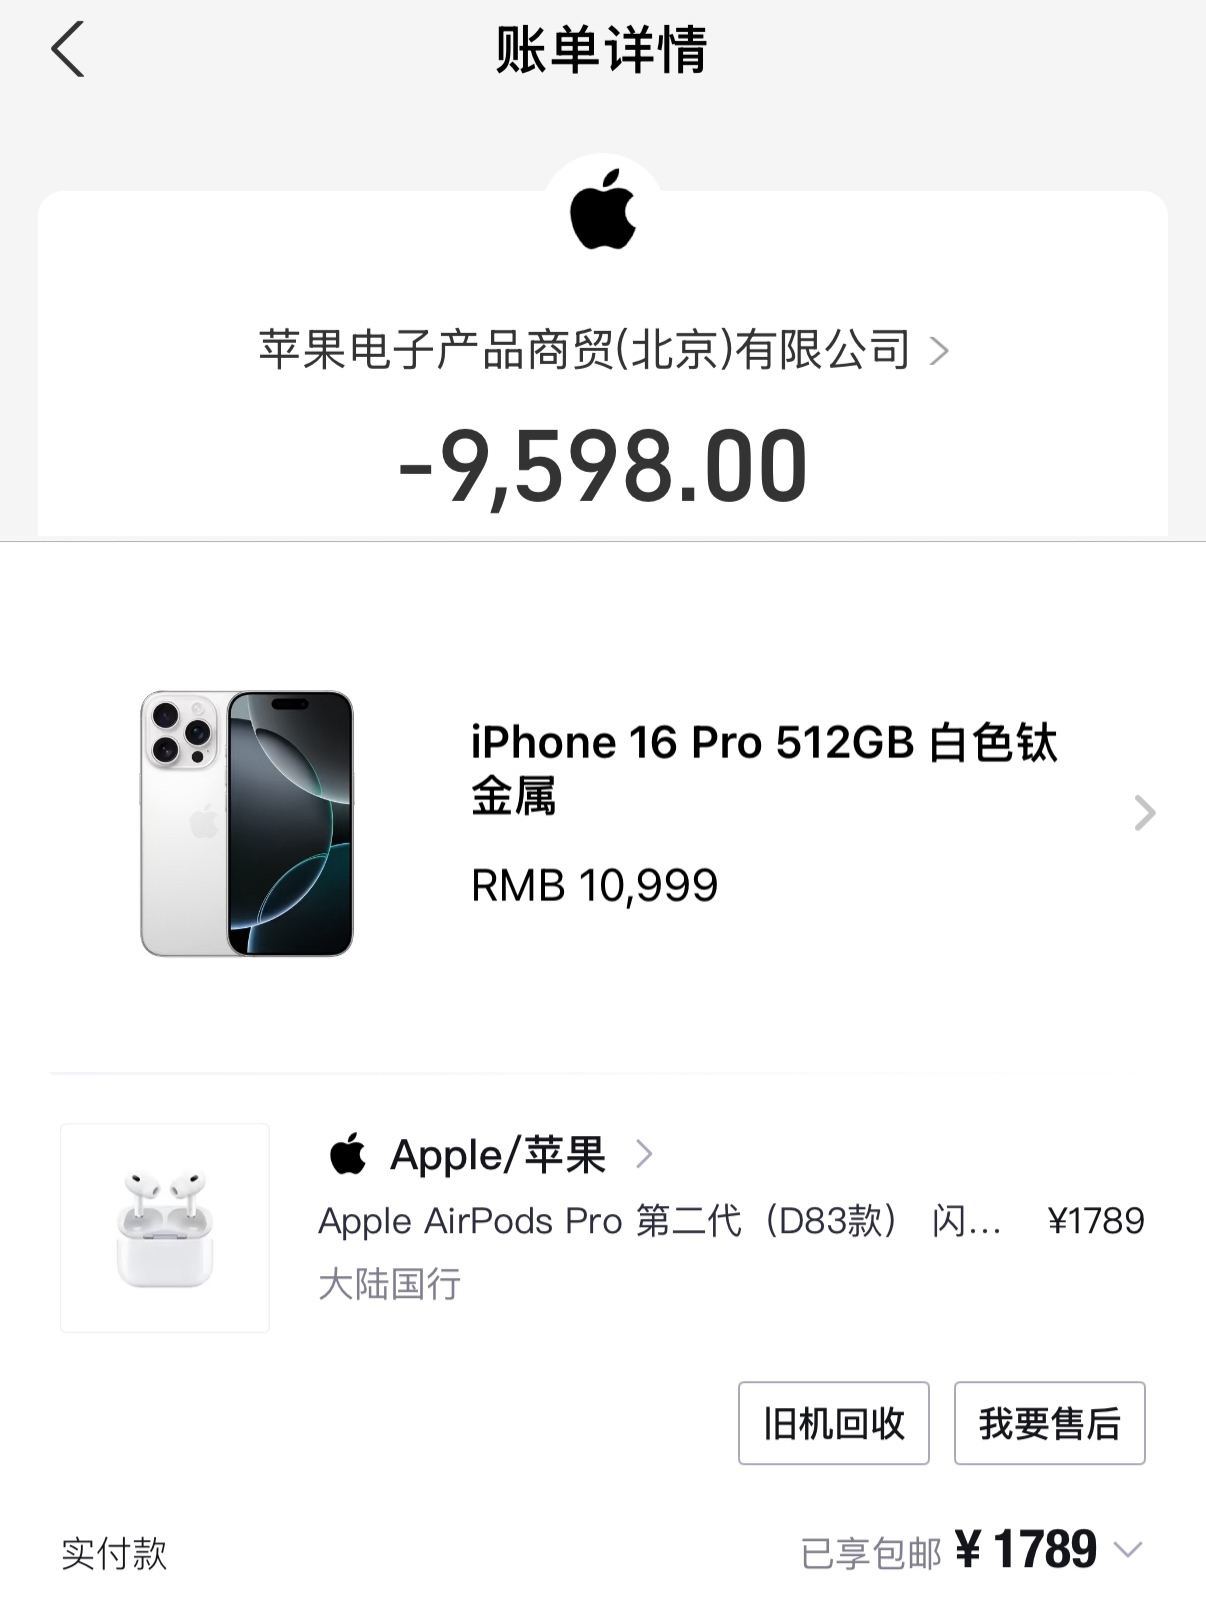 账单详情
苹果电子产品商贸(北京)有限公司
-9,598.00
iPhone 16 Pro 512GB 白色钛
金属
RMB 10,999
Apple/苹果
Apple AirPods Pro 第二代（D83款） 闪... ¥1789
大陆国行
旧机回收 我要售后
实付款 已享包邮 ¥1789